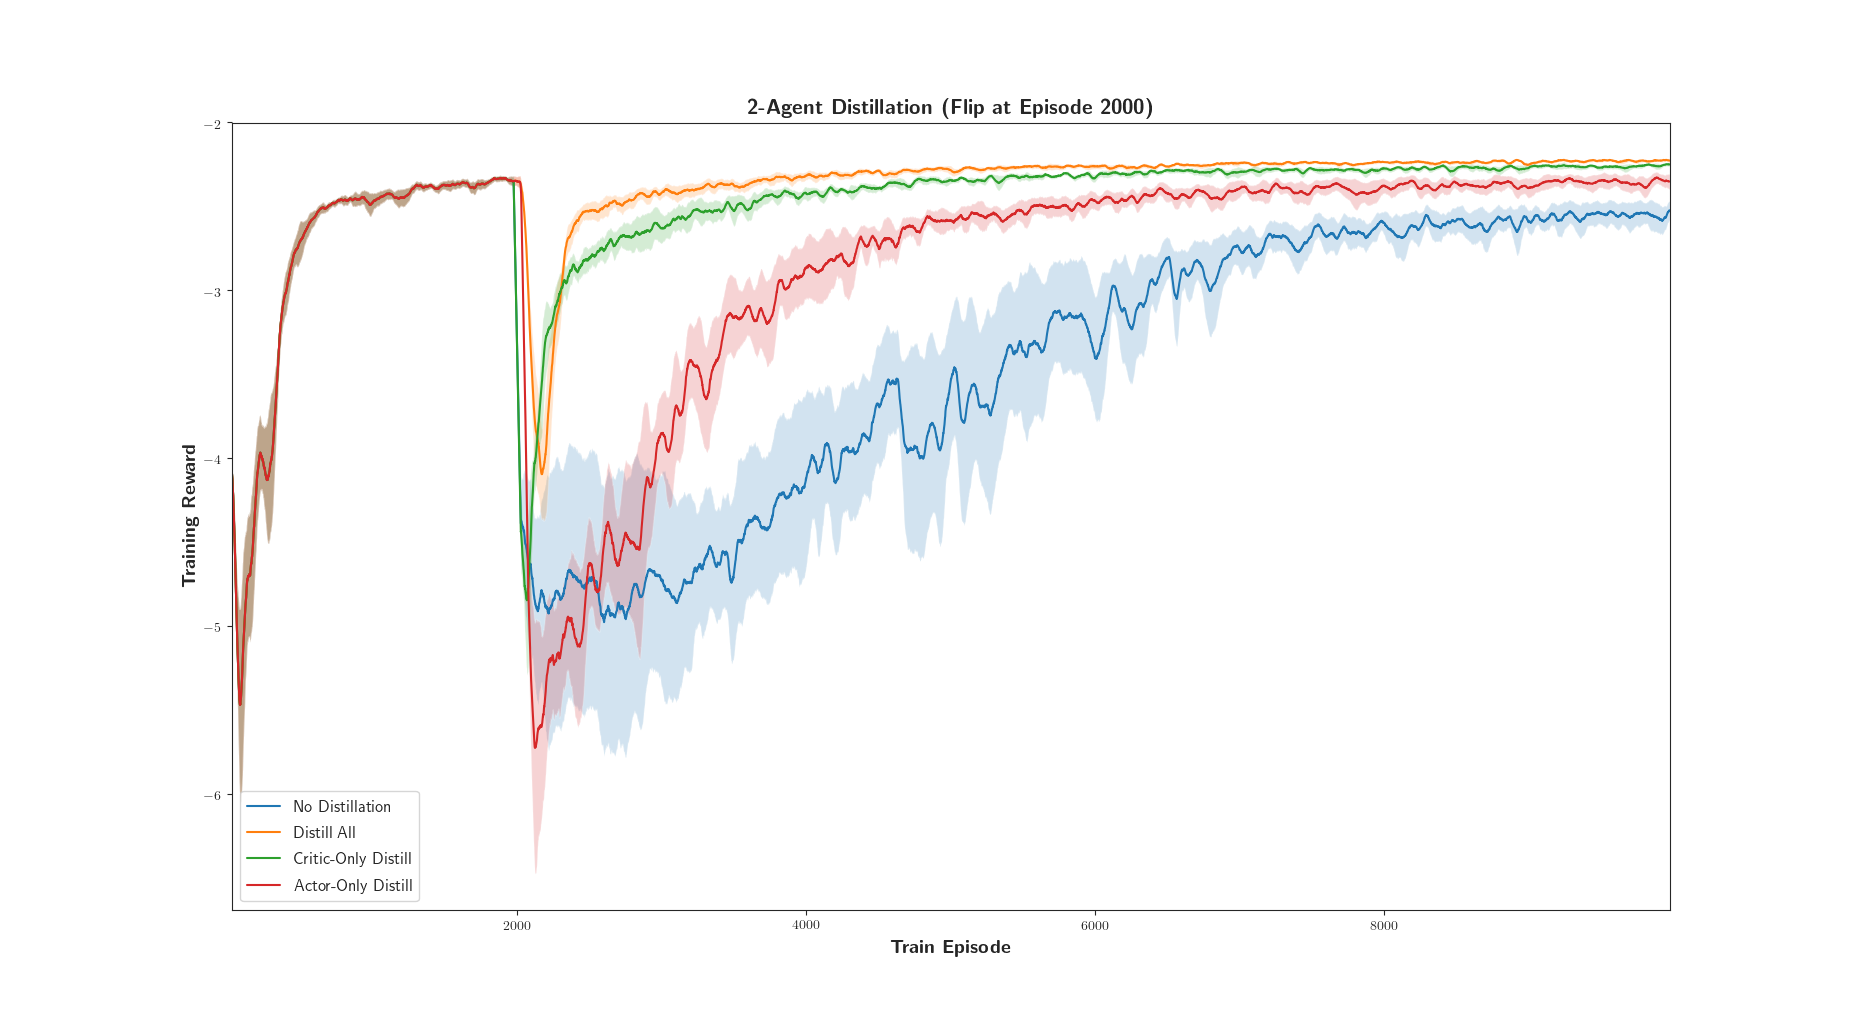 2-Agent Distillation (Flip at Episode 2000)
Training Reward
−2
−3
−4
−5
−6
No Distillation
Distill All
Critic-Only Distill
Actor-Only Distill
2000
4000
6000
8000
Train Episode